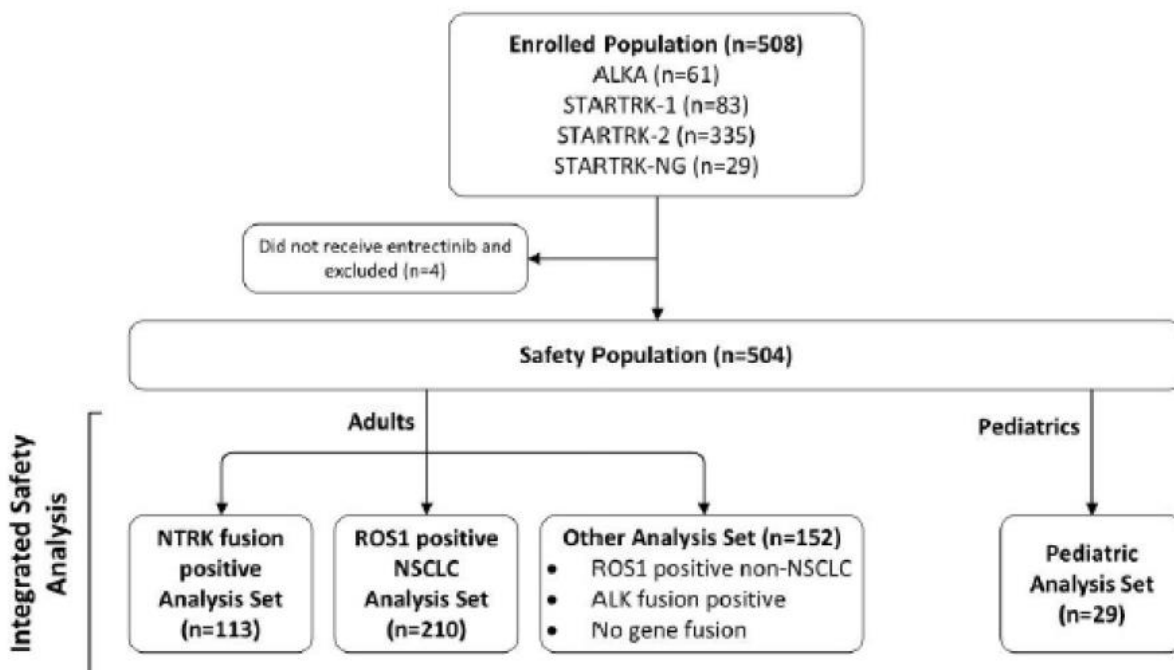 Enrolled Population (n=508)
ALKA (n=61)
STARTRK-1 (n=83)
STARTRK-2 (n=335)
STARTRK-NG (n=29)
Did not receive entrectinib and
excluded (n=4)
Safety Population (n=504)
Adults
Pediatrics
Integrated Safety
Analysis
NTRK fusion
positive
Analysis Set
(n=113)
ROS1 positive
NSCLC
Analysis Set
(n=210)
Other Analysis Set (n=152)
• ROS1 positive non-NSCLC
• ALK fusion positive
• No gene fusion
Pediatric
Analysis Set
(n=29)